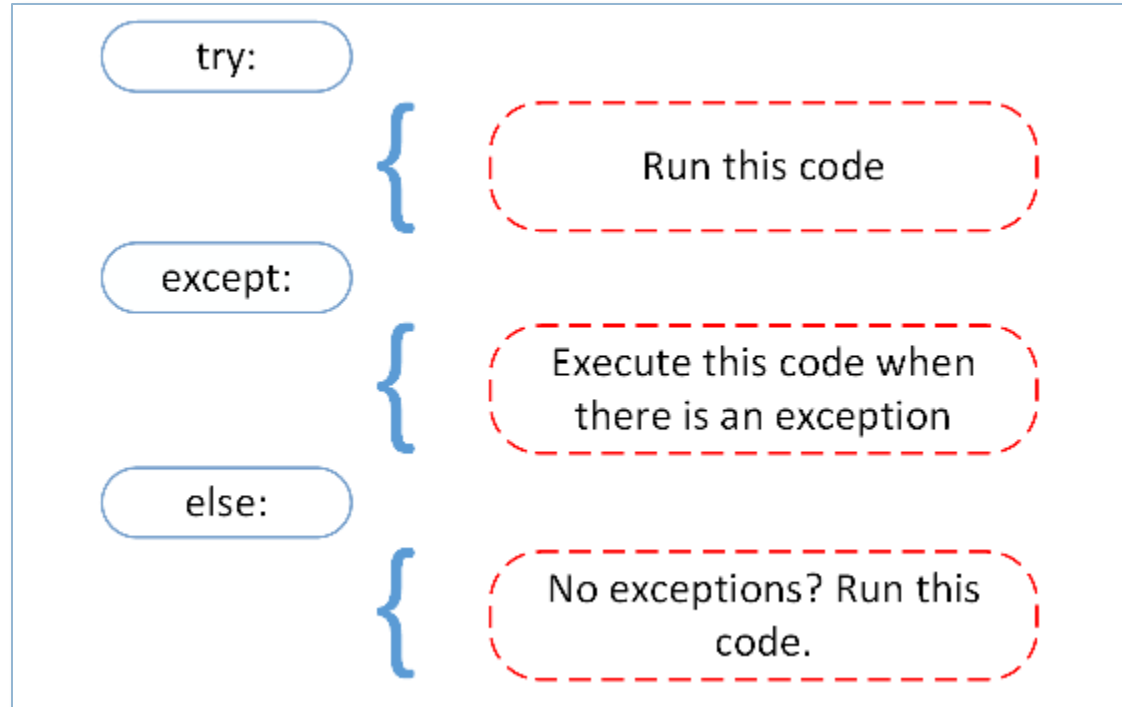 try:
Run this code
except:
Execute this code when
there is an exception
else:
No exceptions? Run this
code.